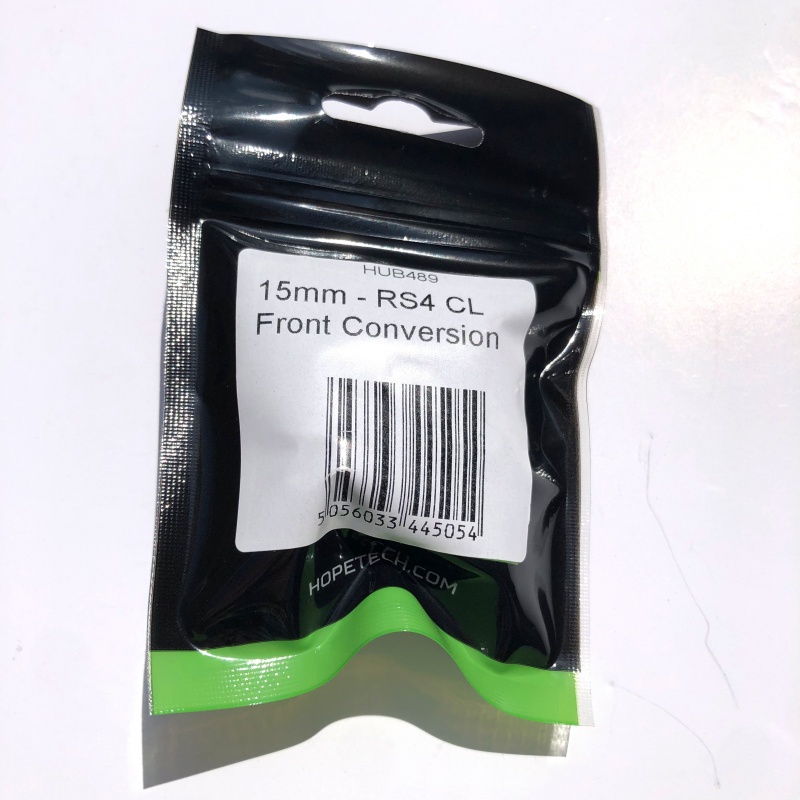 HUB489
15mm - RS4 CL
Front Conversion
5 056033 445054
HOPETECH.COM